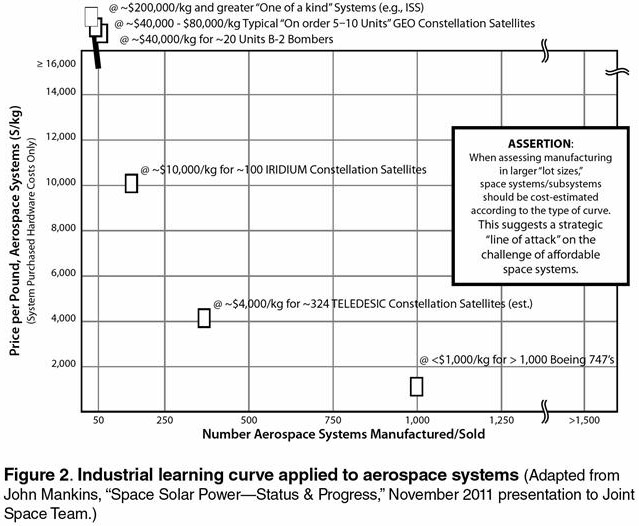 @ ~$200,000/kg and greater "One of a kind" Systems (e.g., ISS)
@ ~$40,000 - $80,000/kg Typical "On order 5–10 Units" GEO Constellation Satellites
@ ~$40,000/kg for ~20 Units B-2 Bombers
Price per Pound, Aerospace Systems ($/kg)
(System Purchased Hardware Costs Only)
≥ 16,000
14,000
12,000
10,000
8,000
6,000
4,000
2,000
@ ~$10,000/kg for ~100 IRIDIUM Constellation Satellites
ASSERTION:
When assessing manufacturing
in larger "lot sizes,"
space systems/subsystems
should be cost-estimated
according to the type of curve.
This suggests a strategic
"line of attack" on the
challenge of affordable
space systems.
@ ~$4,000/kg for ~324 TELEDESIC Constellation Satellites (est.)
@ <$1,000/kg for > 1,000 Boeing 747's
50 250 500 750 1,000 1,250 >1,500
Number Aerospace Systems Manufactured/Sold
Figure 2. Industrial learning curve applied to aerospace systems (Adapted from
John Mankins, "Space Solar Power—Status & Progress," November 2011 presentation to Joint
Space Team.)